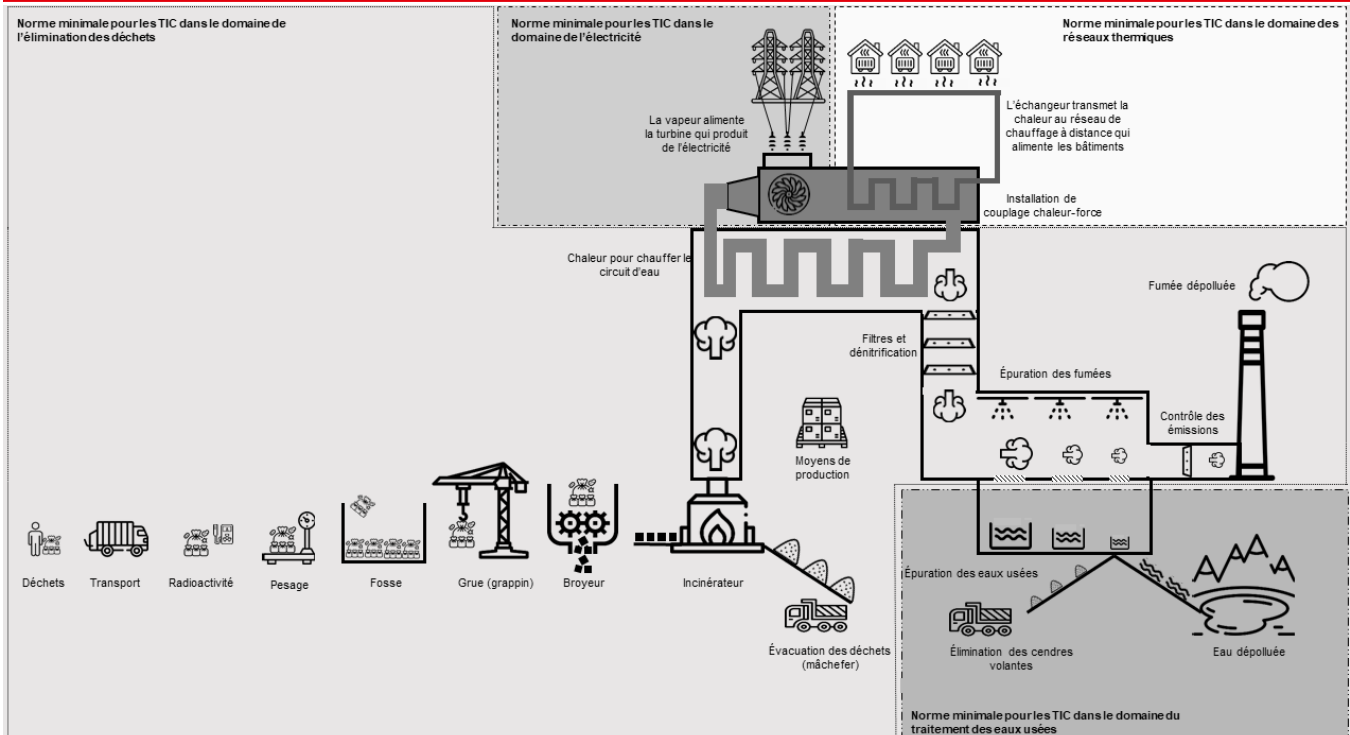 Norme minimale pour les TIC dans le domaine de
l'élimination des déchets
Norme minimale pour les TIC dans le
domaine de l'électricité
Norme minimale pour les TIC dans le domaine des
réseaux thermiques
La vapeur alimente
la turbine qui produit
de l'électricité
L'échangeur transmet la
chaleur au réseau de
chauffage à distance qui
alimente les bâtiments
Installation de
couplage chaleur-force
Chaleur pour chauffer le
circuit d'eau
Fumée dépolluée
Filtres et
dénitrification
Épuration des fumées
Contrôle des
émissions
Moyens de
production
Déchets
Transport
Radioactivité
Pesage
Fosse
Grue (grappin)
Broyeur
Incinérateur
Évacuation des déchets
(mâchefer)
Épuration des eaux usées
Élimination des cendres
volantes
Eau dépolluée
Norme minimale pour les TIC dans le domaine du
traitement des eaux usées